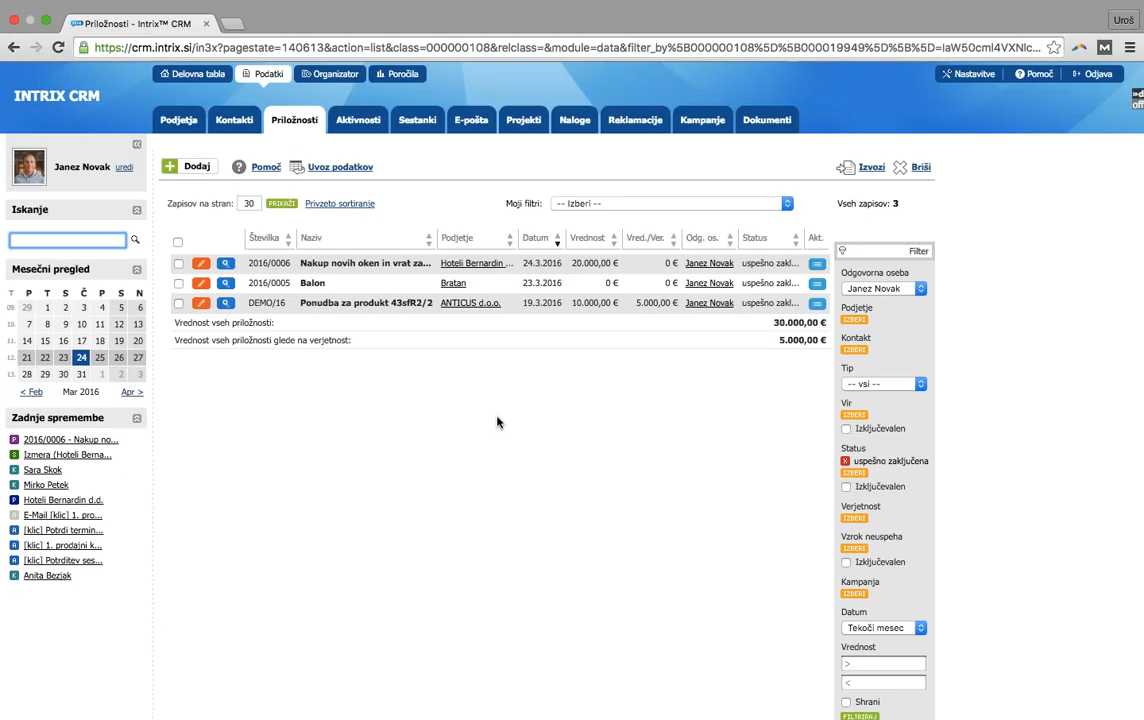 Priložnosti - Intrix™ CRM
Uroš
https://crm.intrix.si/in3x?pagestate=140613&action=list&class=000000108&relclass=&module=data&filter_by%5B000000108%5D%5B000019949%5D%5B%5D=laW50cml4VXNlc...
Delovna tabla
Podatki
Organizator
Poročila
Nastavitve
Pomoč
Odjava
INTRIX CRM
Podjetja
Kontakti
Priložnosti
Aktivnosti
Sestanki
E-pošta
Projekti
Naloge
Reklamacije
Kampanje
Dokumenti
Janez Novak uredi
Iskanje
Mesečni pregled
T P T S Č P S N
09. 29 1 2 3 4 5 6
10. 7 8 9 10 11 12 13
11. 14 15 16 17 18 19 20
12. 21 22 23 24 25 26 27
13. 28 29 30 31 1 2 3
< Feb Mar 2016 Apr >
Zadnje spremembe
P 2016/0006 - Nakup no...
S Izmera (Hoteli Berna...
K Sara Skok
K Mirko Petek
P Hoteli Bernardin d.d.
E-Mail [klic] 1. pro...
A [klic] Potrdi termin...
A [klic] 1. prodajni k...
A [klic] Potrditev ses...
K Anita Bezjak
Dodaj
Pomoč
Uvoz podatkov
Izvozi
Briši
Zapisov na stran: 30 PRIKAŽI Privzeto sortiranje
Moji filtri: -- Izberi --
Vseh zapisov: 3
Številka Naziv Podjetje Datum Vrednost Vred./Ver. Odg. os. Status Akt.
2016/0006 Nakup novih oken in vrat za... Hoteli Bernardin ... 24.3.2016 20.000,00 € 0 € Janez Novak uspešno zakl...
2016/0005 Balon Bratan 23.3.2016 0 € 0 € Janez Novak uspešno zakl...
DEMO/16 Ponudba za produkt 43sfR2/2 ANTICUS d.o.o. 19.3.2016 10.000,00 € 5.000,00 € Janez Novak uspešno zakl...
Vrednost vseh priložnosti: 30.000,00 €
Vrednost vseh priložnosti glede na verjetnost: 5.000,00 €
Filter
Odgovorna oseba
Janez Novak
Podjetje
IZBERI
Kontakt
IZBERI
Tip
-- vsi --
Vir
IZBERI
Izključevalen
Status
X uspešno zaključena
IZBERI
Izključevalen
Verjetnost
IZBERI
Vzrok neuspeha
IZBERI
Izključevalen
Kampanja
IZBERI
Datum
Tekoči mesec
Vrednost
>
<
Shrani
FILTRIRAJ